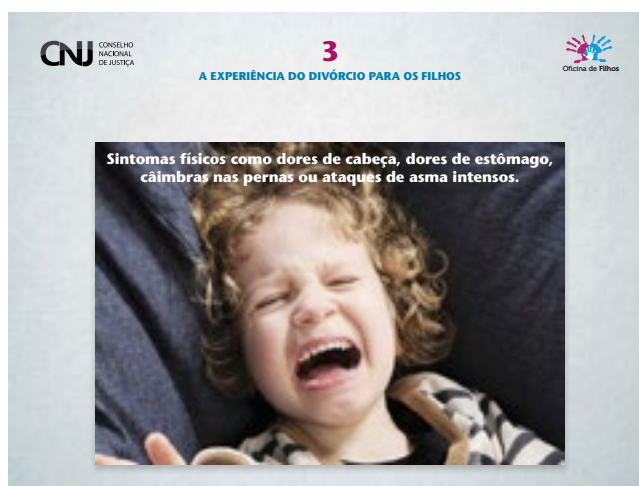 CNJ
CONSELHO
NACIONAL
DE JUSTIÇA
3
A EXPERIÊNCIA DO DIVÓRCIO PARA OS FILHOS
Oficina de Filhos
Sintomas físicos como dores de cabeça, dores de estômago,
câimbras nas pernas ou ataques de asma intensos.